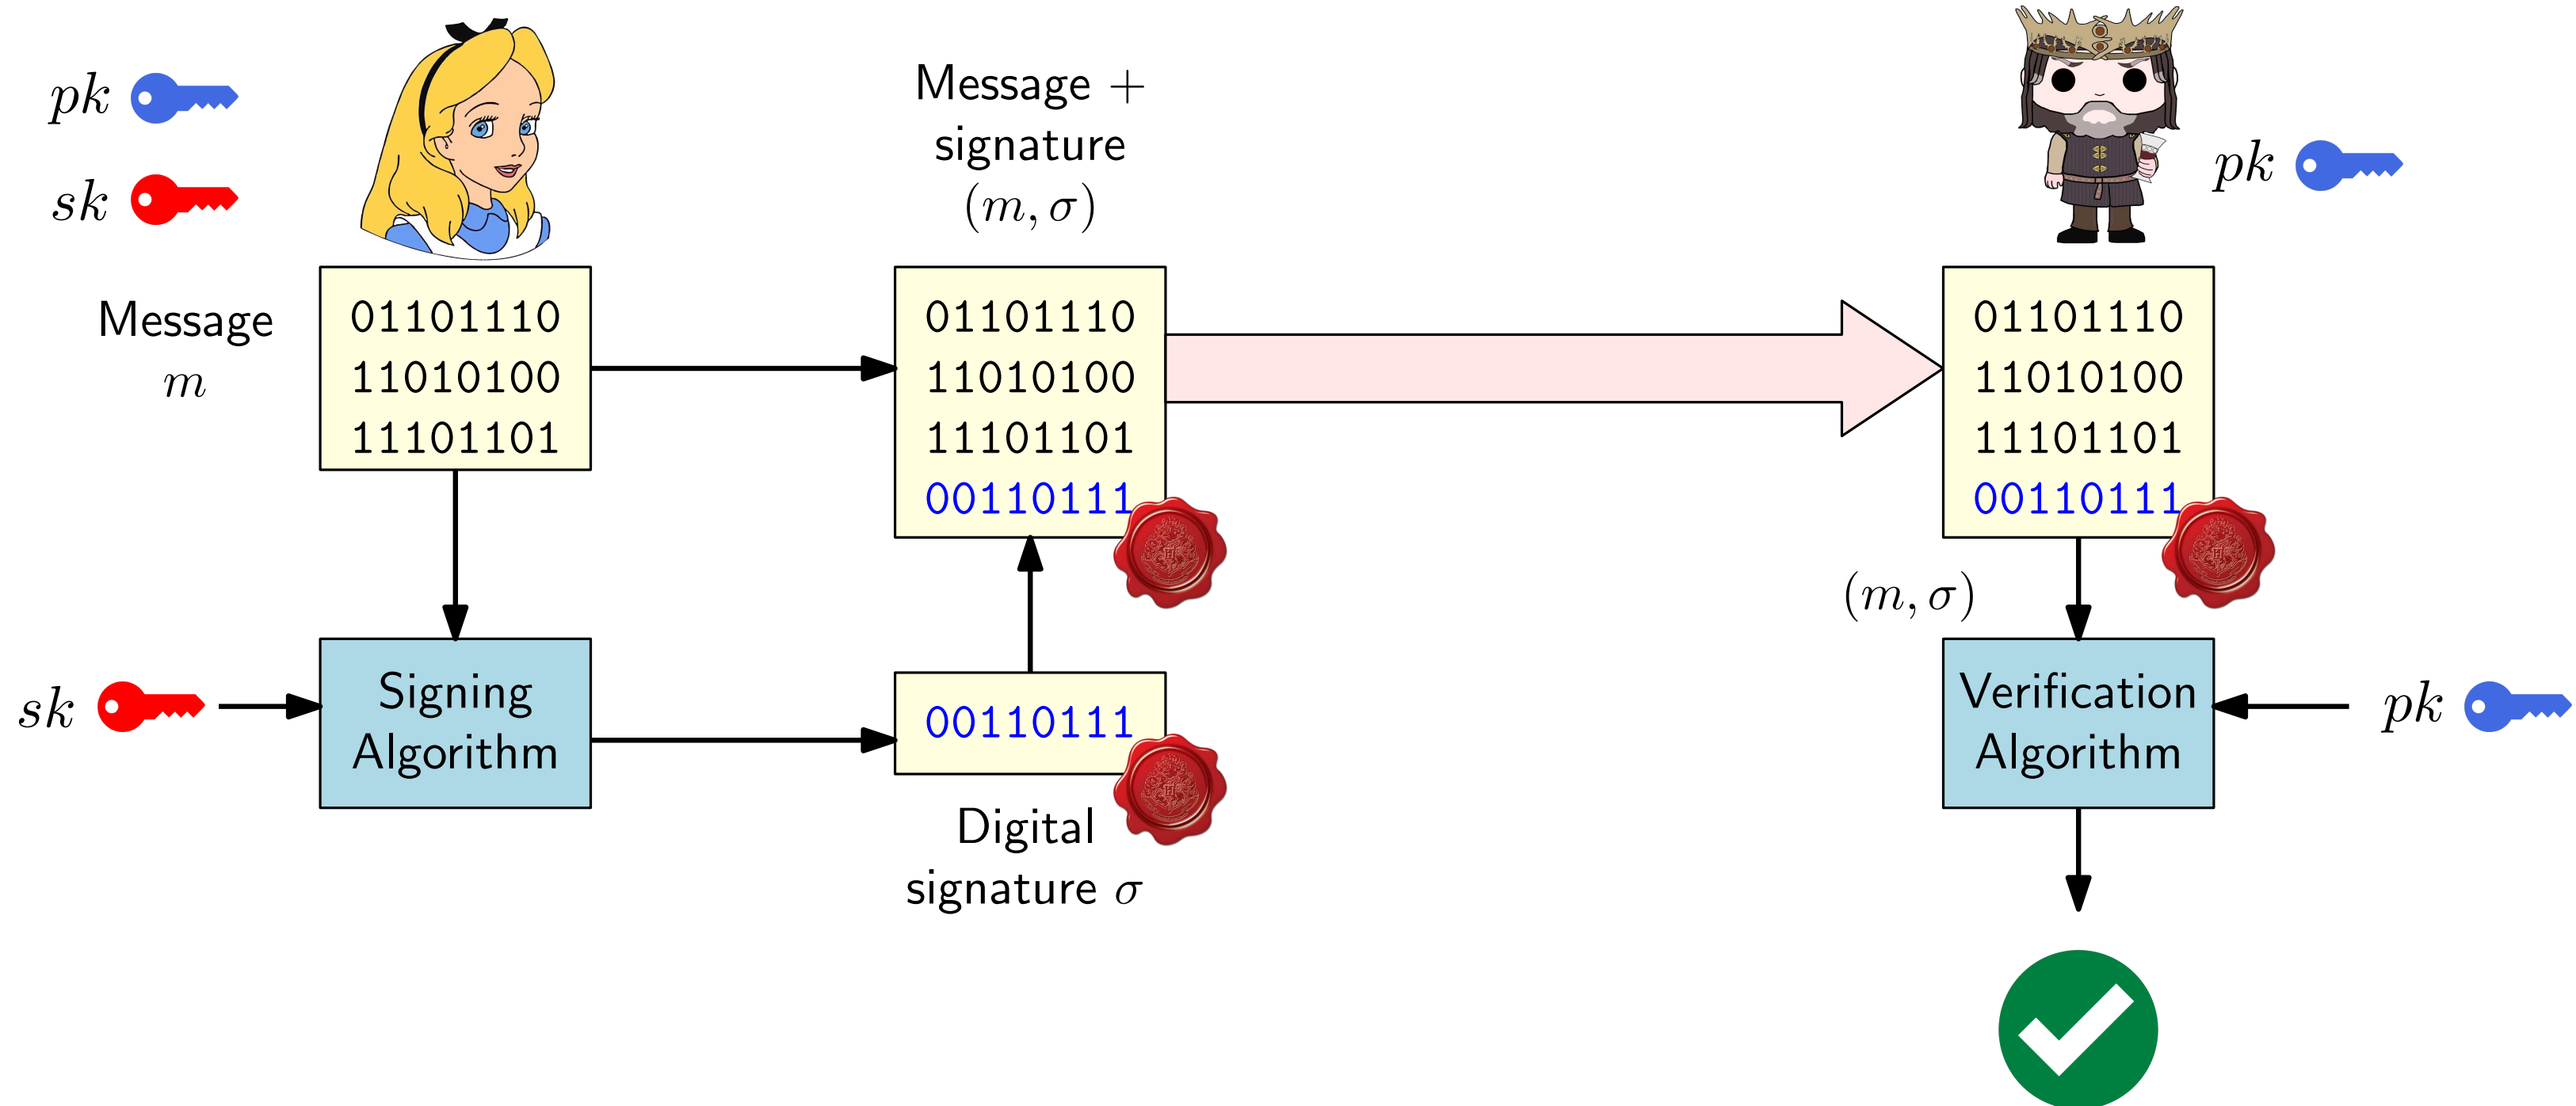 pk
sk
Message
m
01101110
11010100
11101101
sk
Signing
Algorithm
Message +
signature
(m, σ)
01101110
11010100
11101101
00110111
00110111
Digital
signature σ
pk
01101110
11010100
11101101
00110111
(m, σ)
Verification
Algorithm
pk